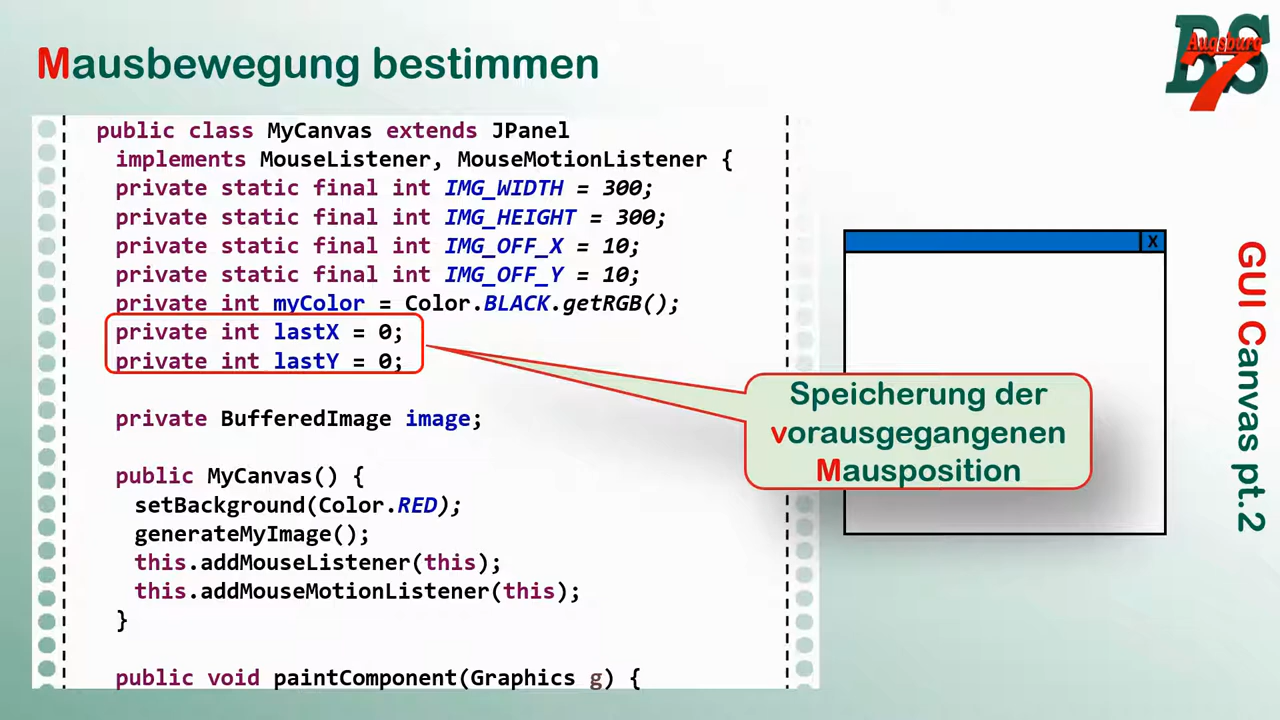 Mausbewegung bestimmen
BS
Augsburg
7
public class MyCanvas extends JPanel
implements MouseListener, MouseMotionListener {
private static final int IMG_WIDTH = 300;
private static final int IMG_HEIGHT = 300;
private static final int IMG_OFF_X = 10;
private static final int IMG_OFF_Y = 10;
private int myColor = Color.BLACK.getRGB();
private int lastX = 0;
private int lastY = 0;
private BufferedImage image;
public MyCanvas() {
setBackground(Color.RED);
generateMyImage();
this.addMouseListener(this);
this.addMouseMotionListener(this);
}
public void paintComponent(Graphics g) {
X
Speicherung der
vorausgegangenen
Mausposition
GUI Canvas pt.2